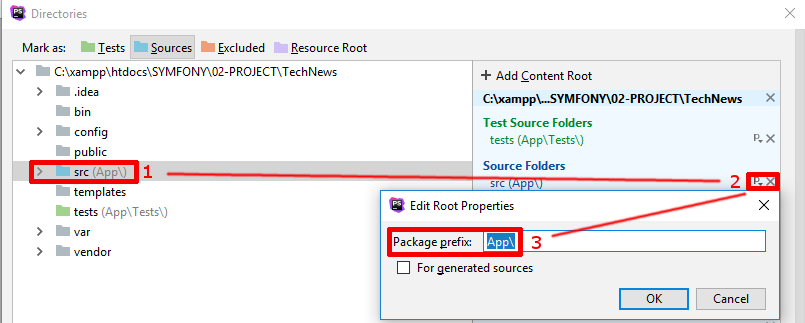 PS Directories
Mark as: Tests Sources Excluded Resource Root
C:\xampp\htdocs\SYMFONY\02-PROJECT\TechNews
.idea
bin
config
public
src (App\) 1
templates
tests (App\Tests\)
var
vendor
+ Add Content Root
C:\xampp\...SYMFONY\02-PROJECT\TechNews
Test Source Folders
tests (App\Tests\)
Source Folders
src (App\) 2 P
PS Edit Root Properties
Package prefix: App\ 3
For generated sources
OK Cancel